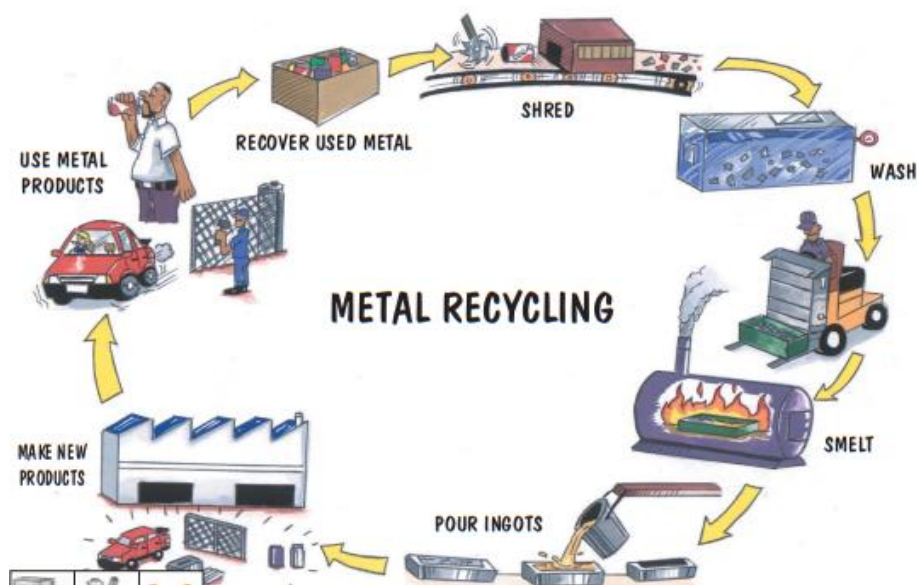 METAL RECYCLING
USE METAL
PRODUCTS
RECOVER USED METAL
SHRED
WASH
SMELT
POUR INGOTS
MAKE NEW
PRODUCTS